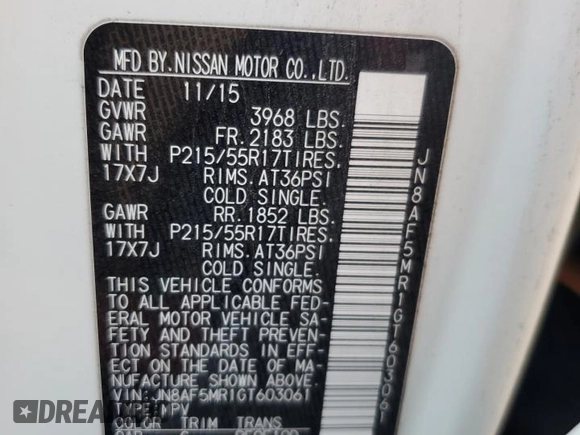 MFD BY.NISSAN MOTOR CO.,LTD.
DATE 11/15
GVWR 3968 LBS.
GAWR FR.2183 LBS.
WITH P215/55R17TIRES.
17X7J RIMS.AT36PSI
COLD SINGLE.
GAWR RR.1852 LBS.
WITH P215/55R17TIRES.
17X7J RIMS.AT36PSI
COLD SINGLE.
THIS VEHICLE CONFORMS
TO ALL APPLICABLE FED-
ERAL MOTOR VEHICLE SA-
FETY AND THEFT PREVEN-
TION STANDARDS IN EFF-
ECT ON THE DATE OF MA-
NUFACTURE SHOWN ABOVE.
VIN:JN8AF5MR1GT603061
TYPE:MPV
COLOR TRIM TRANS
JN8AF5MR1GT603061
DREAM